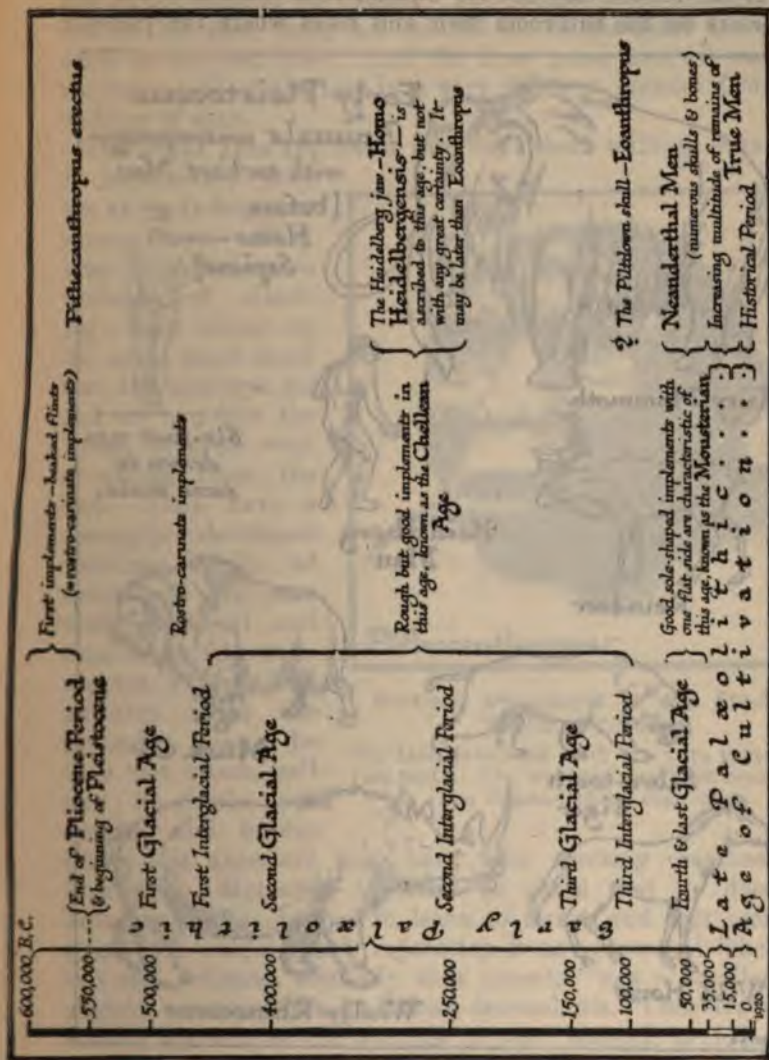 600,000 B.C.
550,000
500,000
400,000
250,000
150,000
100,000
50,000
35,000
15,000
0
1920
Early Palæolithic
End of Pliocene Period
& beginning of Pleistocene
First Glacial Age
First Interglacial Period
Second Glacial Age
Second Interglacial Period
Third Glacial Age
Third Interglacial Period
Fourth & last Glacial Age
Late Palæolithic
Age of Cultivation
First implements—
flints
(=rostro-carinate implements)
Rostro-carinate implements
Rough but good implements in
this age, known as the Chellean
Age
Good sole-shaped implements with
one flat side are characteristic of
this age, known as the Mousterian
Pithecanthropus erectus
The Heidelberg jaw—Homo
Heidelbergensis—is
ascribed to this age, but not
with any great certainty. It
may be later than Eoanthropus
? The Piltdown skull—Eoanthropus
Neanderthal Men
(numerous skulls & bones)
Increasing multitude of remains of
True Men
Historical Period
Early Pleistocene
Woolly Rhinoceros